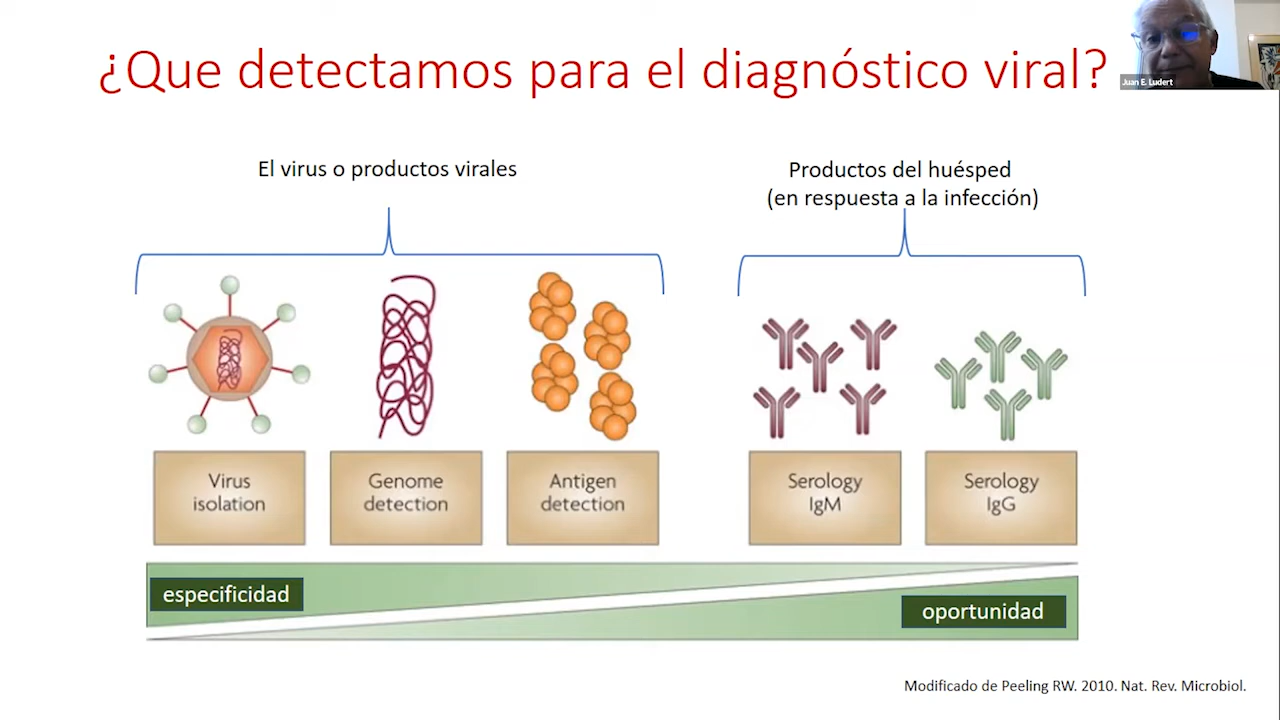 ¿Que detectamos para el diagnóstico viral?
Juan E. Ludert
El virus o productos virales
Productos del huésped
(en respuesta a la infección)
Virus
isolation
Genome
detection
Antigen
detection
Serology
IgM
Serology
IgG
especificidad
oportunidad
Modificado de Peeling RW. 2010. Nat. Rev. Microbiol.